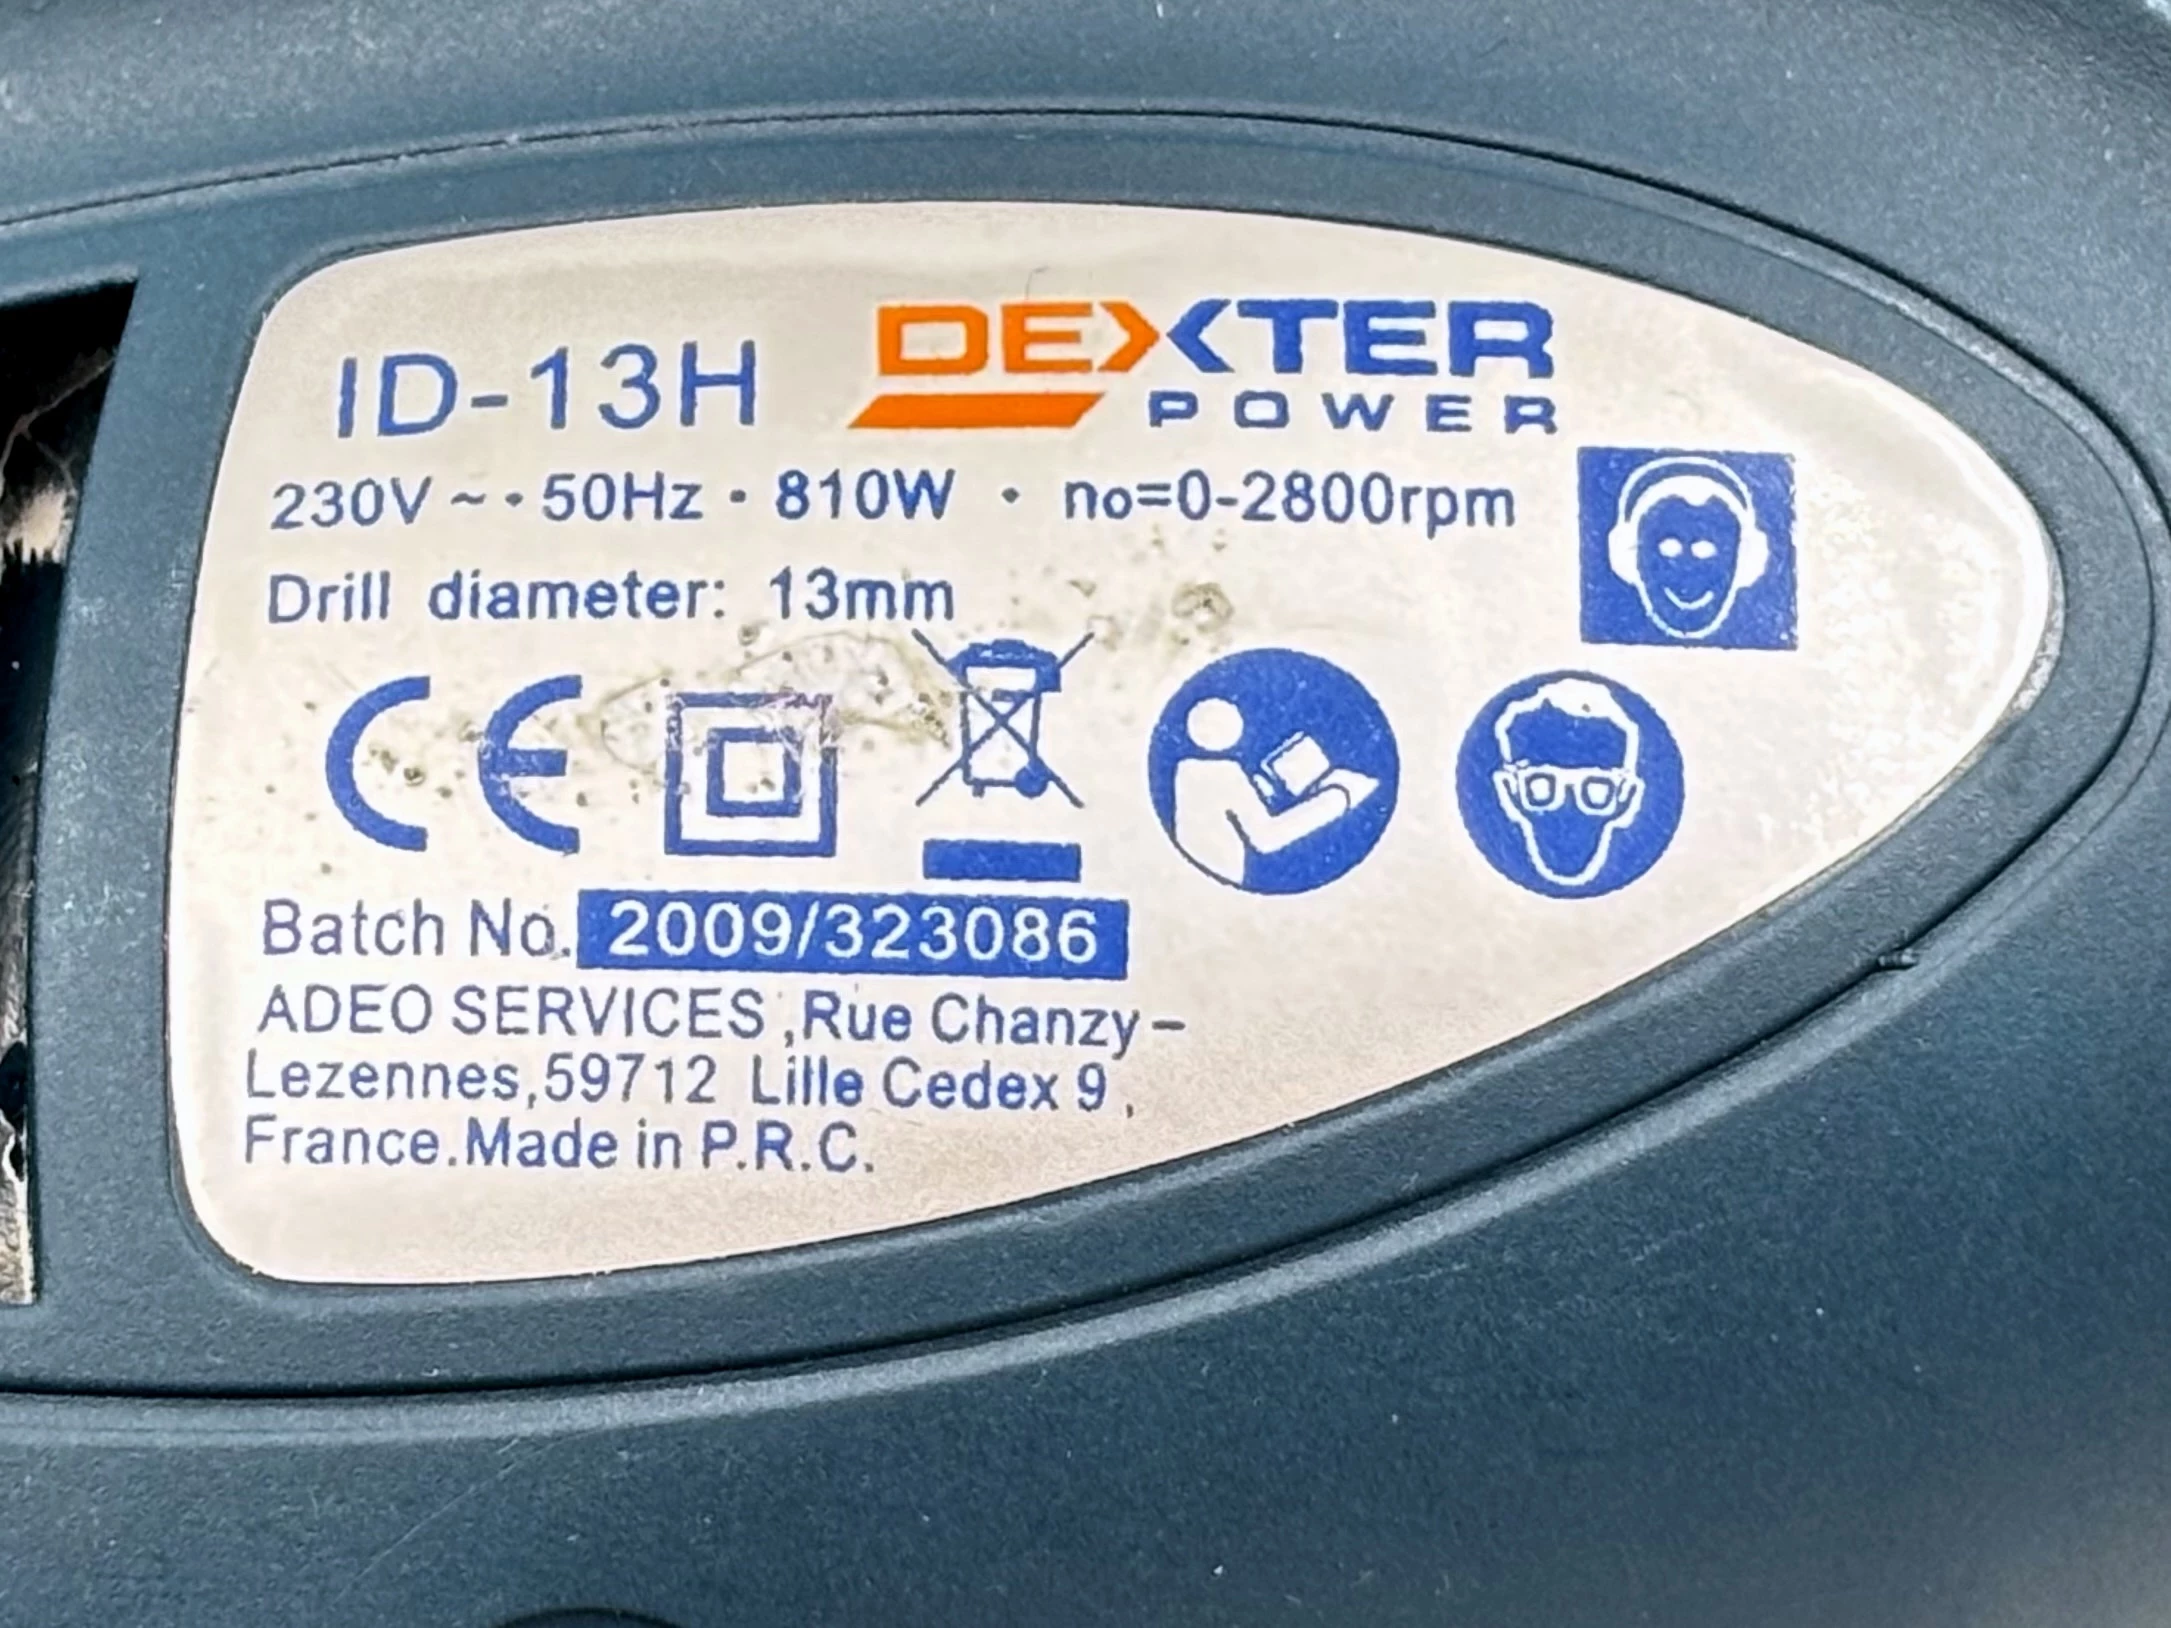 ID-13H
DEXTER
POWER
230V ~ · 50Hz · 810W · no=0-2800rpm
Drill diameter: 13mm
CE
Batch No. 2009/323086
ADEO SERVICES ,Rue Chanzy-
Lezennes,59712 Lille Cedex 9 ,
France.Made in P.R.C.